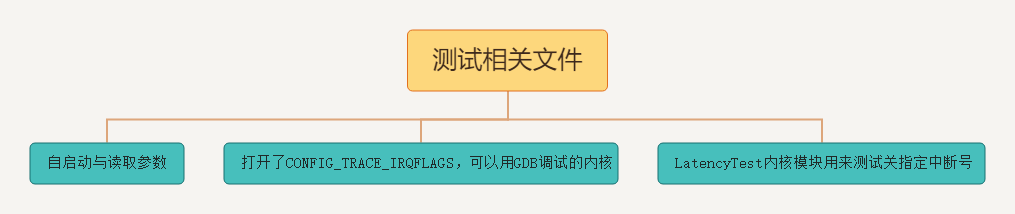 测试相关文件
自启动与读取参数
打开了CONFIG_TRACE_IRQFLAGS，可以用GDB调试的内核
LatencyTest内核模块用来测试关指定中断号